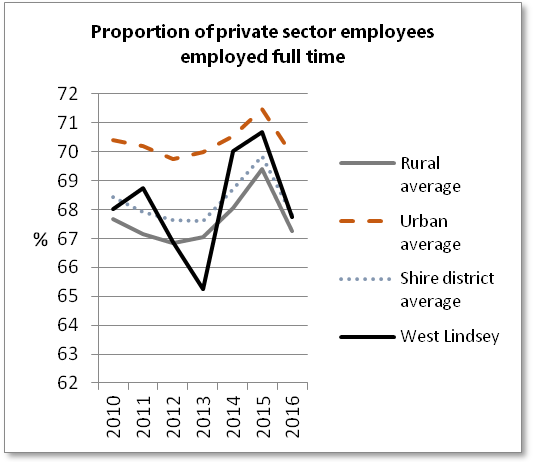 Proportion of private sector employees
employed full time
72
71
70
69
68
67
66
65
64
63
62
%
2010
2011
2012
2013
2014
2015
2016
Rural
average
Urban
average
Shire district
average
West Lindsey